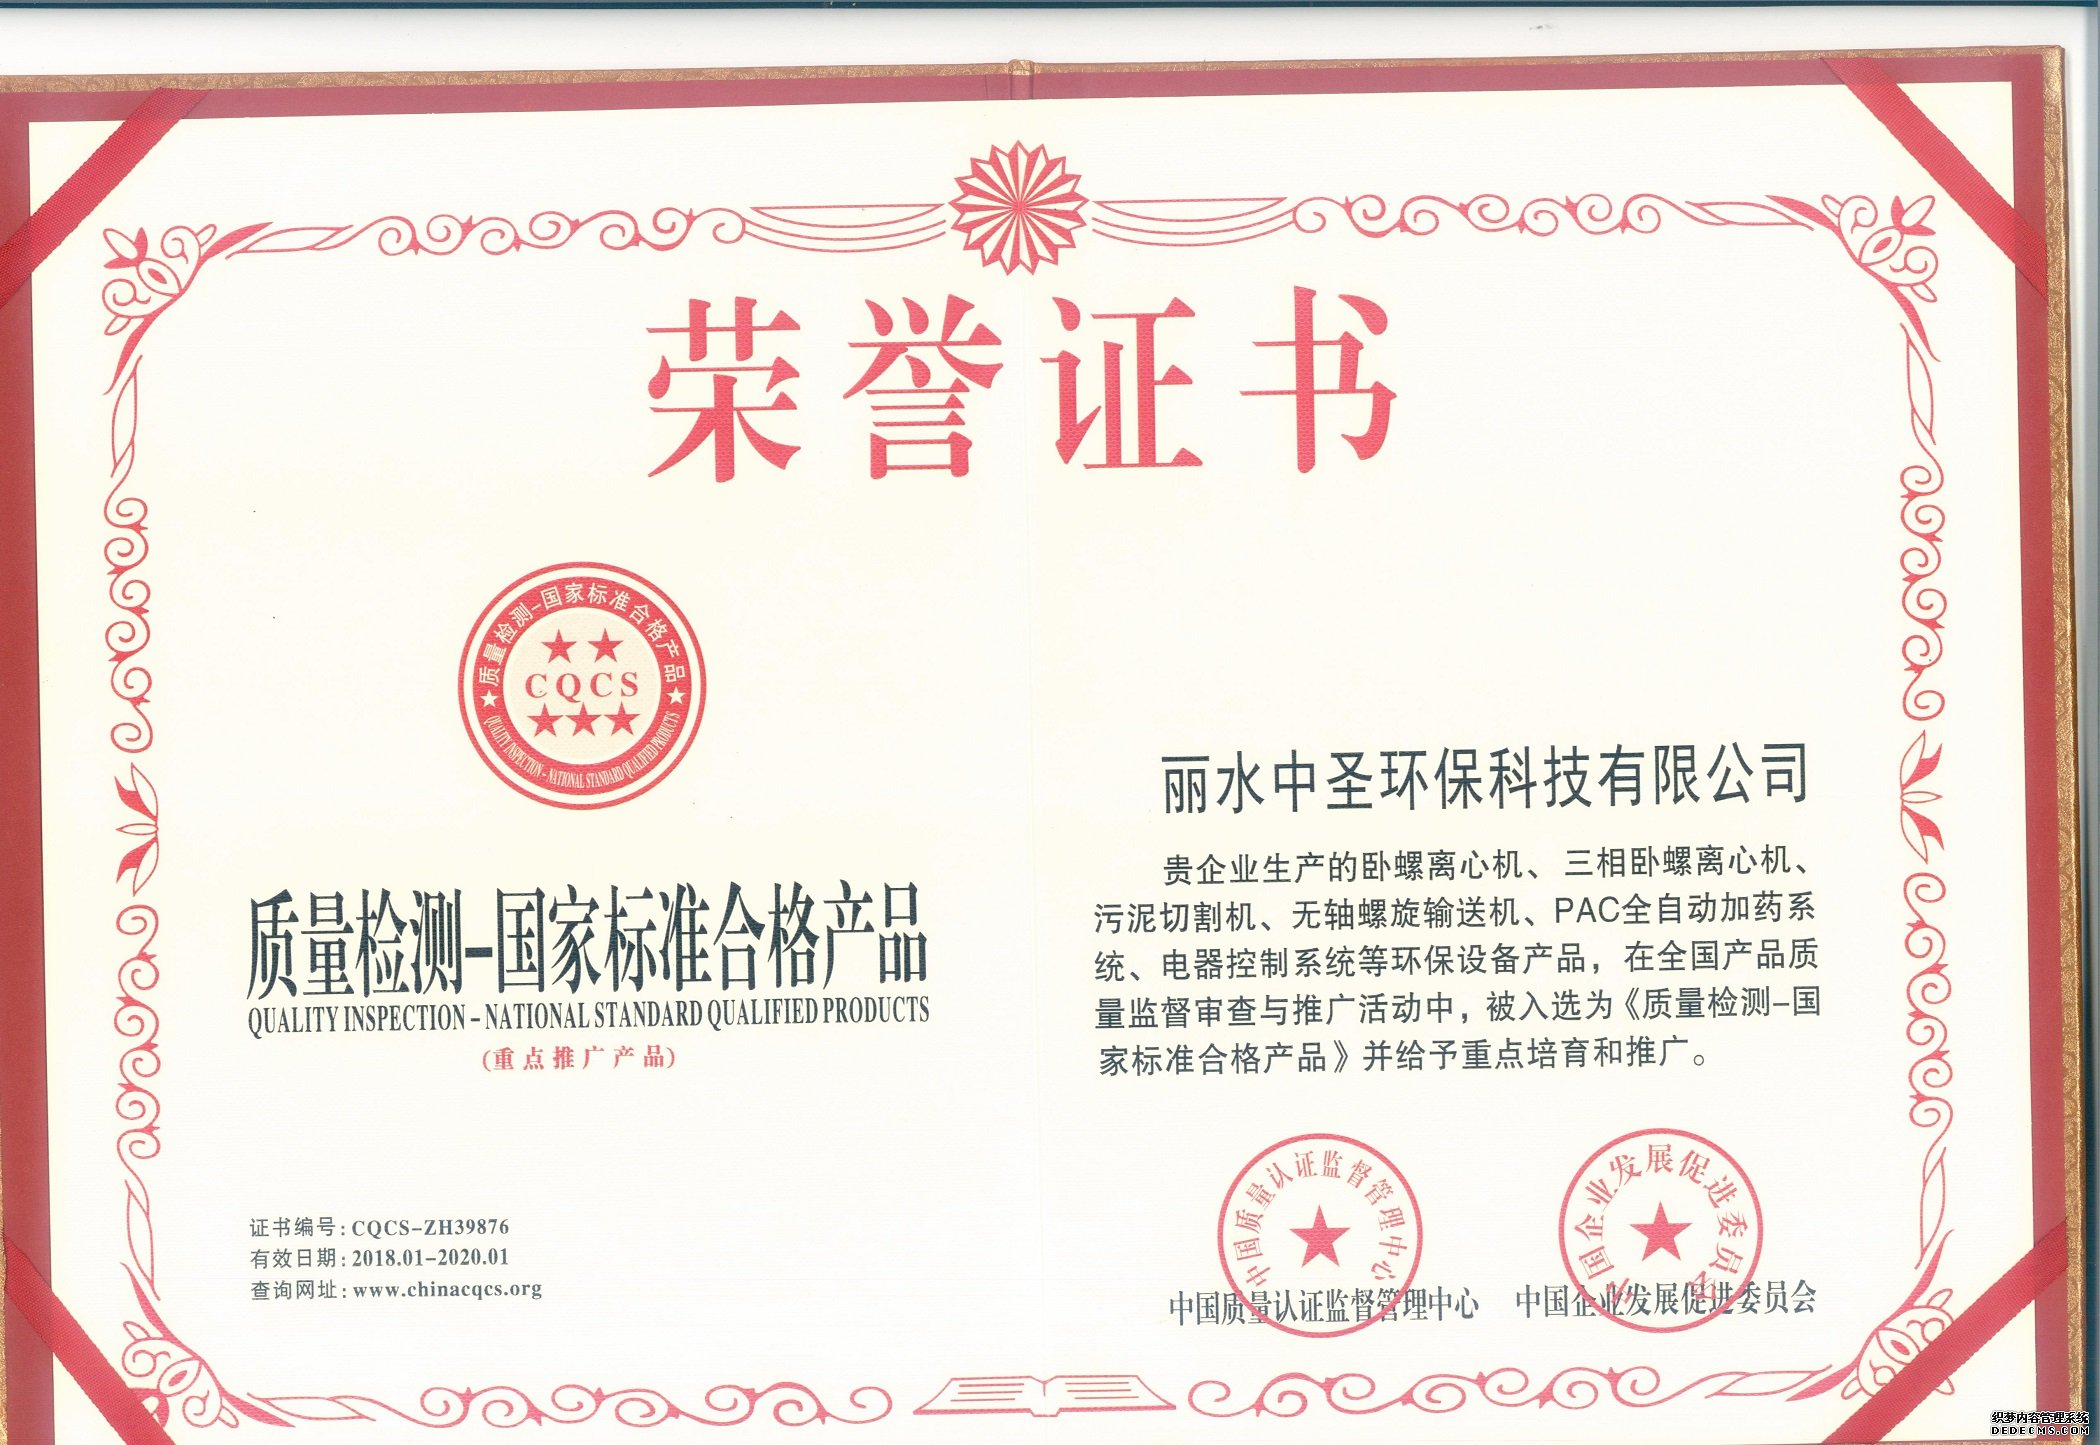 荣誉证书
质量检测-国家标准合格产品
CQCS
QUALITY INSPECTION - NATIONAL STANDARD QUALIFIED PRODUCTS
质量检测-国家标准合格产品
QUALITY INSPECTION - NATIONAL STANDARD QUALIFIED PRODUCTS
(重点推广产品)
证书编号:CQCS-ZH39876
有效日期:2018.01-2020.01
查询网址:www.chinacqcs.org
丽水中圣环保科技有限公司
贵企业生产的卧螺离心机、三相卧螺离心机、
污泥切割机、无轴螺旋输送机、PAC全自动加药系
统、电器控制系统等环保设备产品，在全国产品质
量监督审查与推广活动中，被入选为《质量检测-国
家标准合格产品》并给予重点培育和推广。
中国质量认证监督管理中心
中国质量认证监督管理中心
中国企业发展促进委员会
中国企业发展促进委员会
织梦内容管理系统
DEDECMS.COM